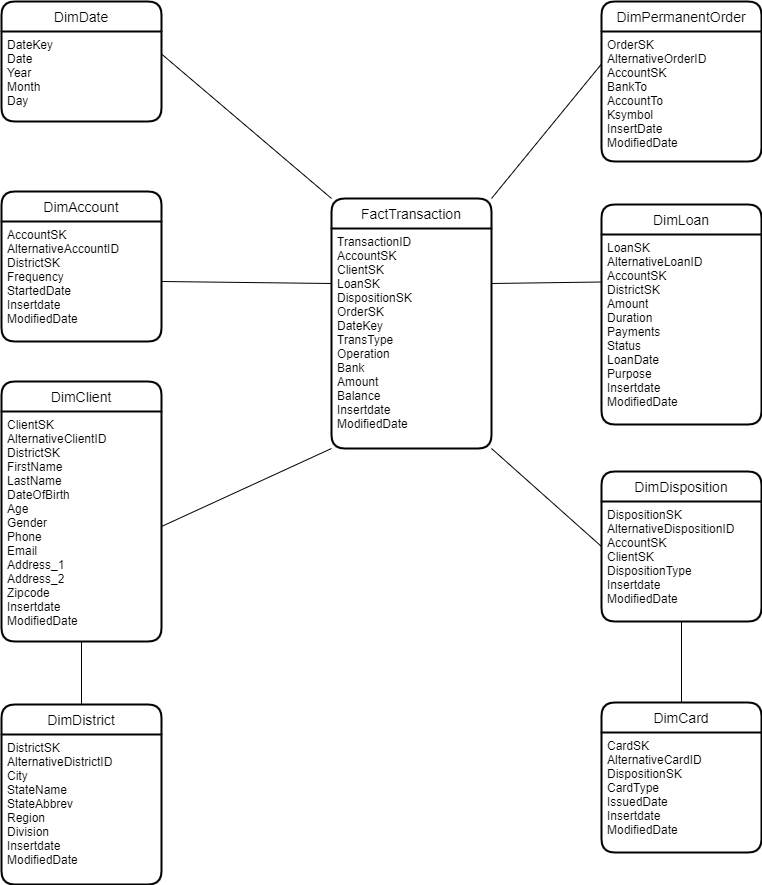 DimDate
DateKey
Date
Year
Month
Day
DimPermanentOrder
OrderSK
AlternativeOrderID
AccountSK
BankTo
AccountTo
Ksymbol
InsertDate
ModifiedDate
DimAccount
AccountSK
AlternativeAccountID
DistrictSK
Frequency
StartedDate
Insertdate
ModifiedDate
FactTransaction
TransactionID
AccountSK
ClientSK
LoanSK
DispositionSK
OrderSK
DateKey
TransType
Operation
Bank
Amount
Balance
Insertdate
ModifiedDate
DimLoan
LoanSK
AlternativeLoanID
AccountSK
DistrictSK
Amount
Duration
Payments
Status
LoanDate
Purpose
Insertdate
ModifiedDate
DimClient
ClientSK
AlternativeClientID
DistrictSK
FirstName
LastName
DateOfBirth
Age
Gender
Phone
Email
Address_1
Address_2
Zipcode
Insertdate
ModifiedDate
DimDisposition
DispositionSK
AlternativeDispositionID
AccountSK
ClientSK
DispositionType
Insertdate
ModifiedDate
DimDistrict
DistrictSK
AlternativeDistrictID
City
StateName
StateAbbrev
Region
Division
Insertdate
ModifiedDate
DimCard
CardSK
AlternativeCardID
DispositionSK
CardType
IssuedDate
Insertdate
ModifiedDate